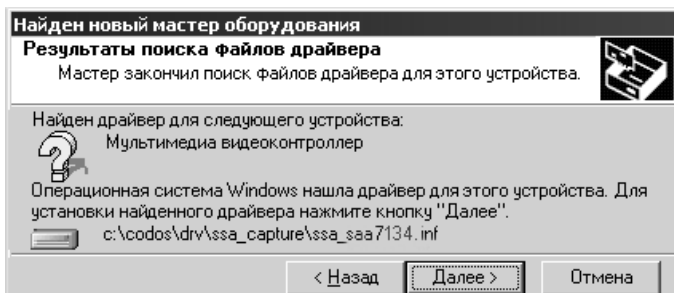 Найден новый мастер оборудования
Результаты поиска файлов драйвера
Мастер закончил поиск файлов драйвера для этого устройства.
Найден драйвер для следующего устройства:
Мультимедиа видеоконтроллер
Операционная система Windows нашла драйвер для этого устройства. Для
установки найденного драйвера нажмите кнопку "Далее".
c:\codos\drv\ssa_capture\ssa_saa7134.inf
< Назад Далее > Отмена